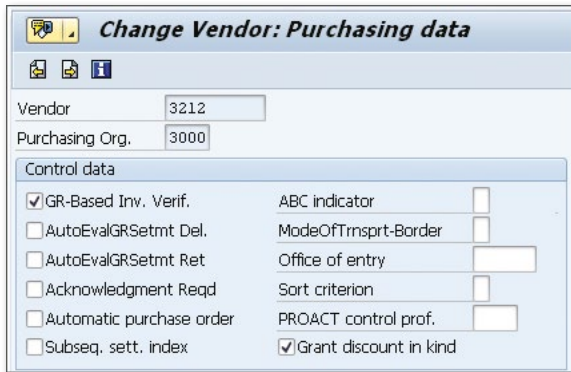 Change Vendor: Purchasing data
Vendor 3212
Purchasing Org. 3000
Control data
GR-Based Inv. Verif. ABC indicator
AutoEvalGRSetmt Del. ModeOfTrnsprt-Border
AutoEvalGRSetmt Ret Office of entry
Acknowledgment Reqd Sort criterion
Automatic purchase order PROACT control prof.
Subseq. sett. index Grant discount in kind